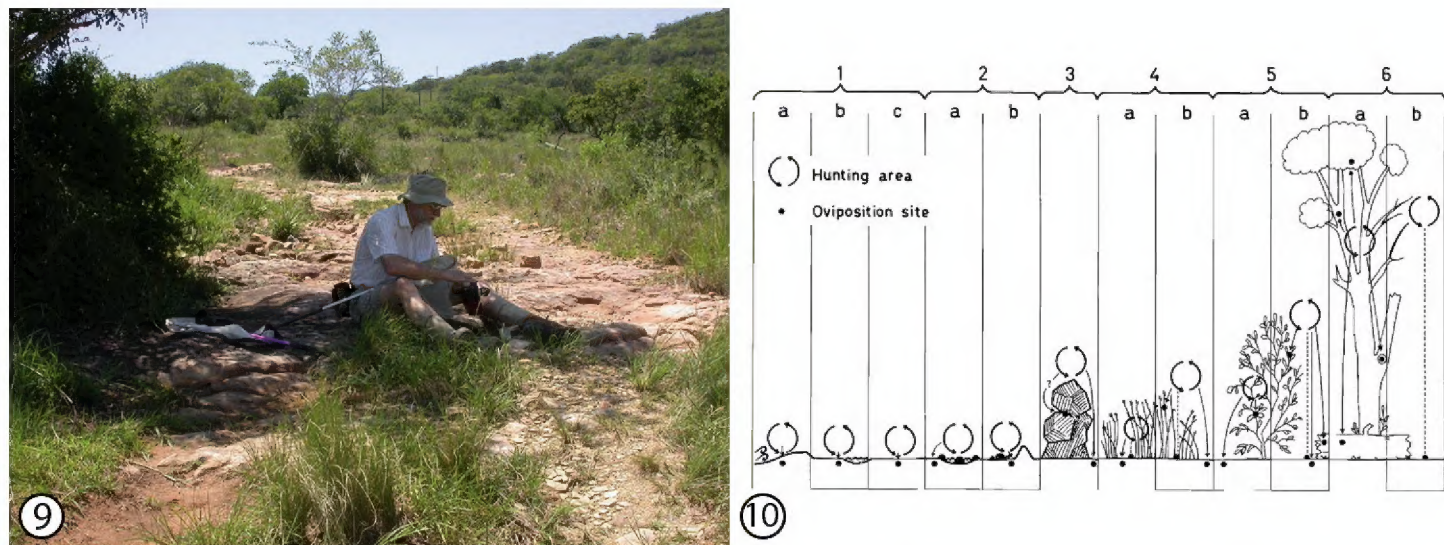 9
1 2 3 4 5 6
a b c a b a b a b a b
Hunting area
Oviposition site
?
10